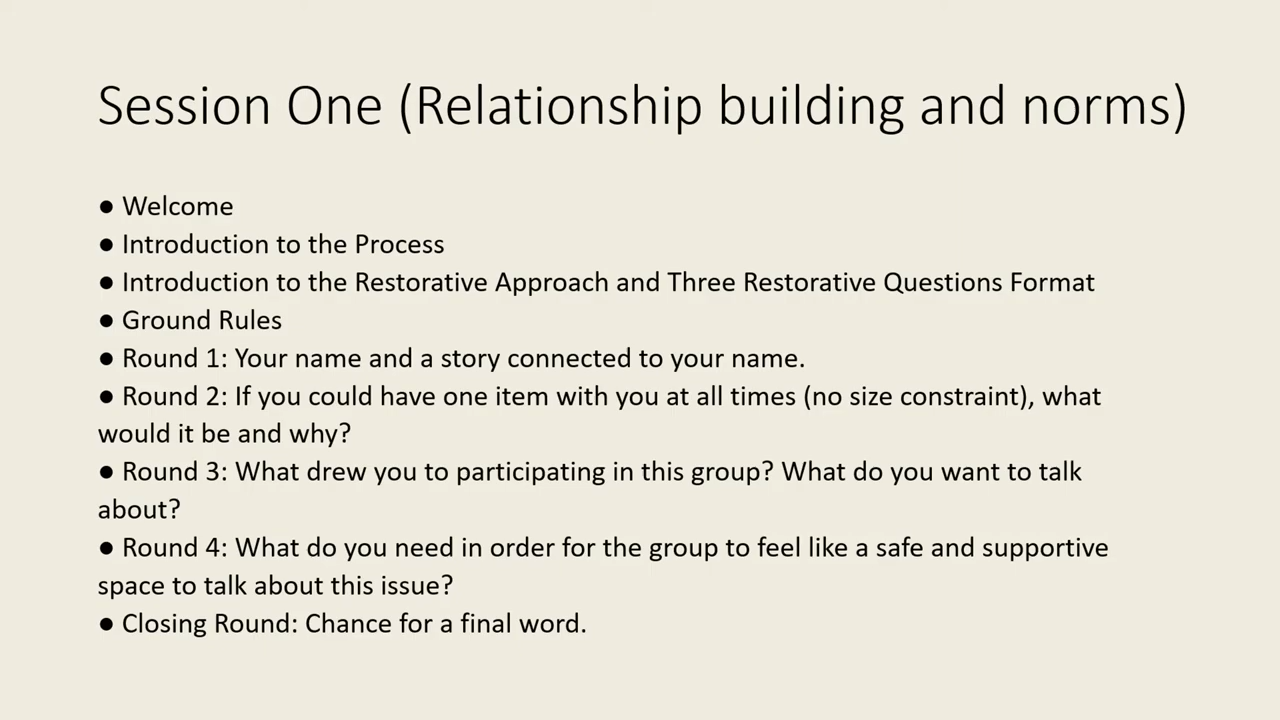 Session One (Relationship building and norms)
● Welcome
● Introduction to the Process
● Introduction to the Restorative Approach and Three Restorative Questions Format
● Ground Rules
● Round 1: Your name and a story connected to your name.
● Round 2: If you could have one item with you at all times (no size constraint), what
would it be and why?
● Round 3: What drew you to participating in this group? What do you want to talk
about?
● Round 4: What do you need in order for the group to feel like a safe and supportive
space to talk about this issue?
● Closing Round: Chance for a final word.